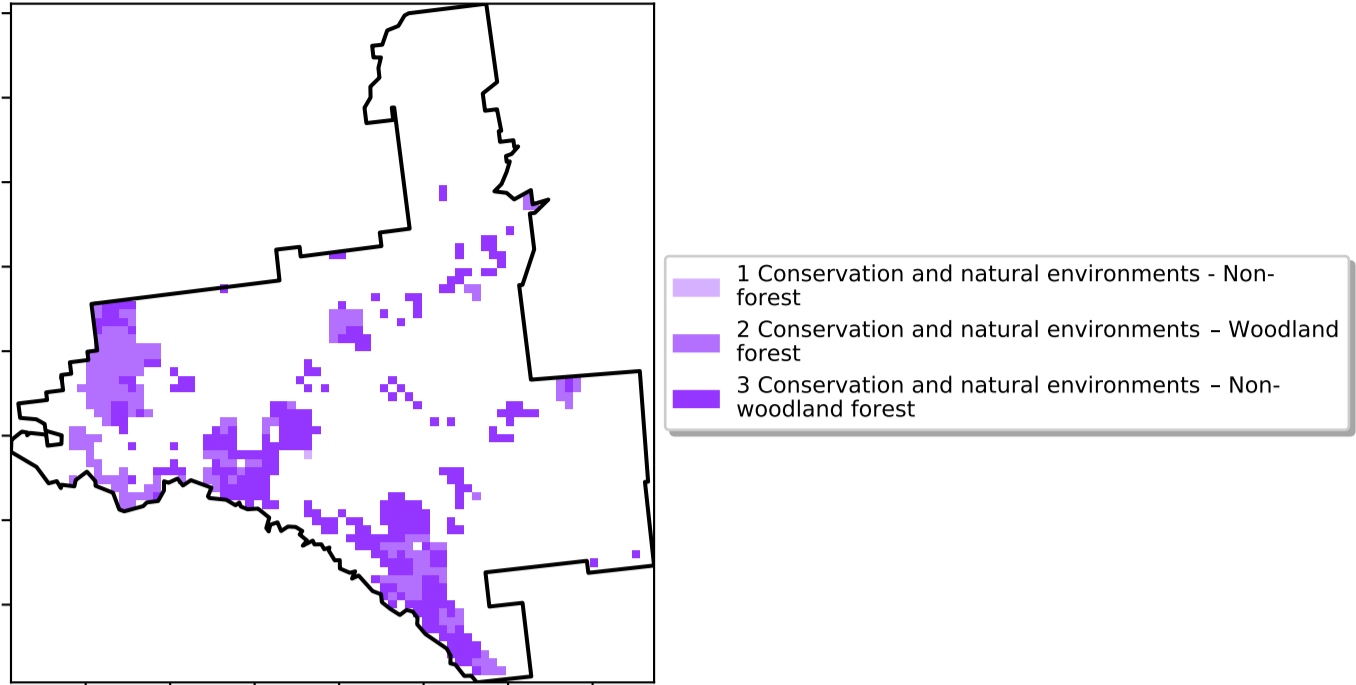 1 Conservation and natural environments - Non-
forest
2 Conservation and natural environments – Woodland
forest
3 Conservation and natural environments – Non-
woodland forest